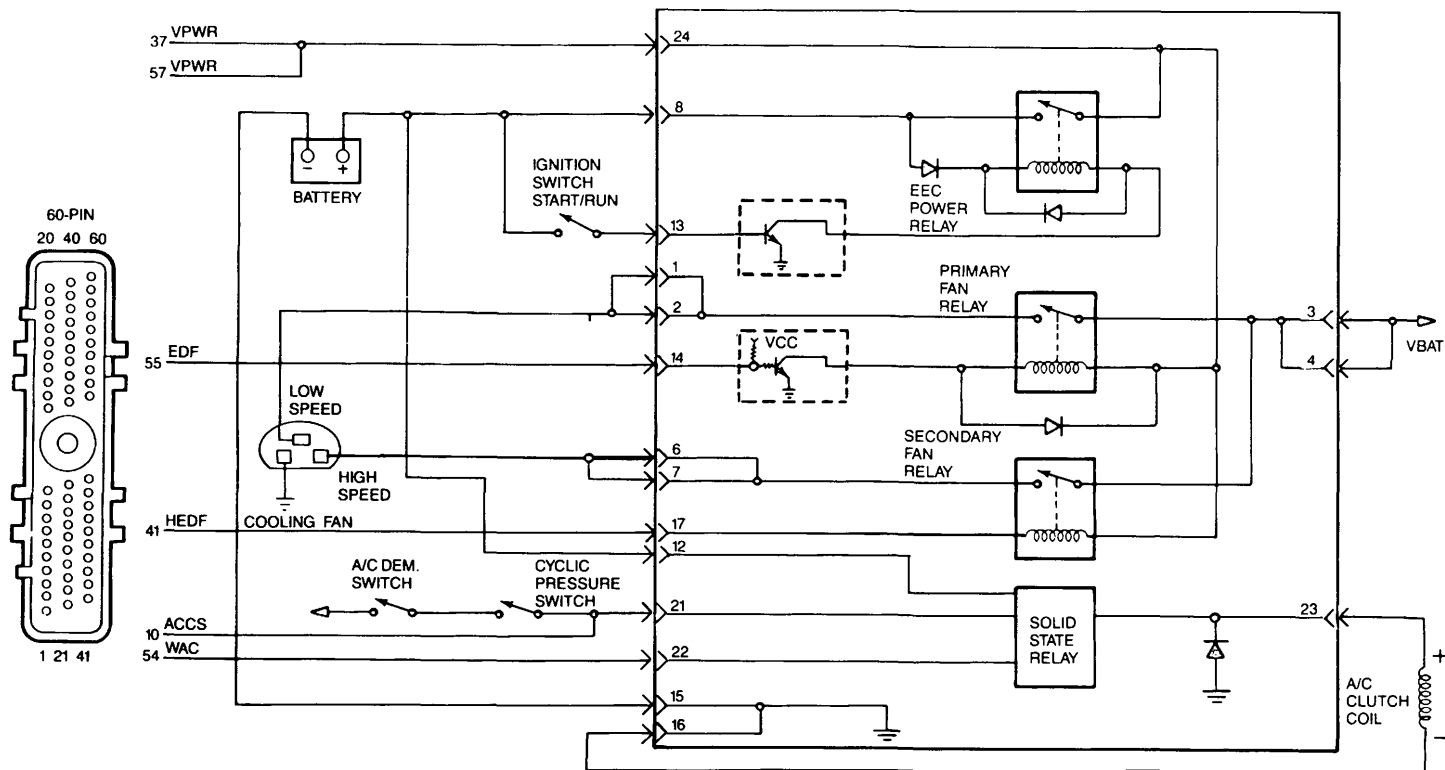 37 VPWR
57 VPWR
24
8
BATTERY
- +
IGNITION
SWITCH
START/RUN
13
EEC
POWER
RELAY
60-PIN
20 40 60
1 21 41
1
2
PRIMARY
FAN
RELAY
3
4
VBAT
55 EDF
14
VCC
LOW
SPEED
HIGH
SPEED
COOLING FAN
6
7
SECONDARY
FAN
RELAY
41 HEDF
17
12
A/C DEM.
SWITCH
CYCLIC
PRESSURE
SWITCH
21
10 ACCS
54 WAC
22
SOLID
STATE
RELAY
23
15
16
A/C
CLUTCH
COIL
+
-